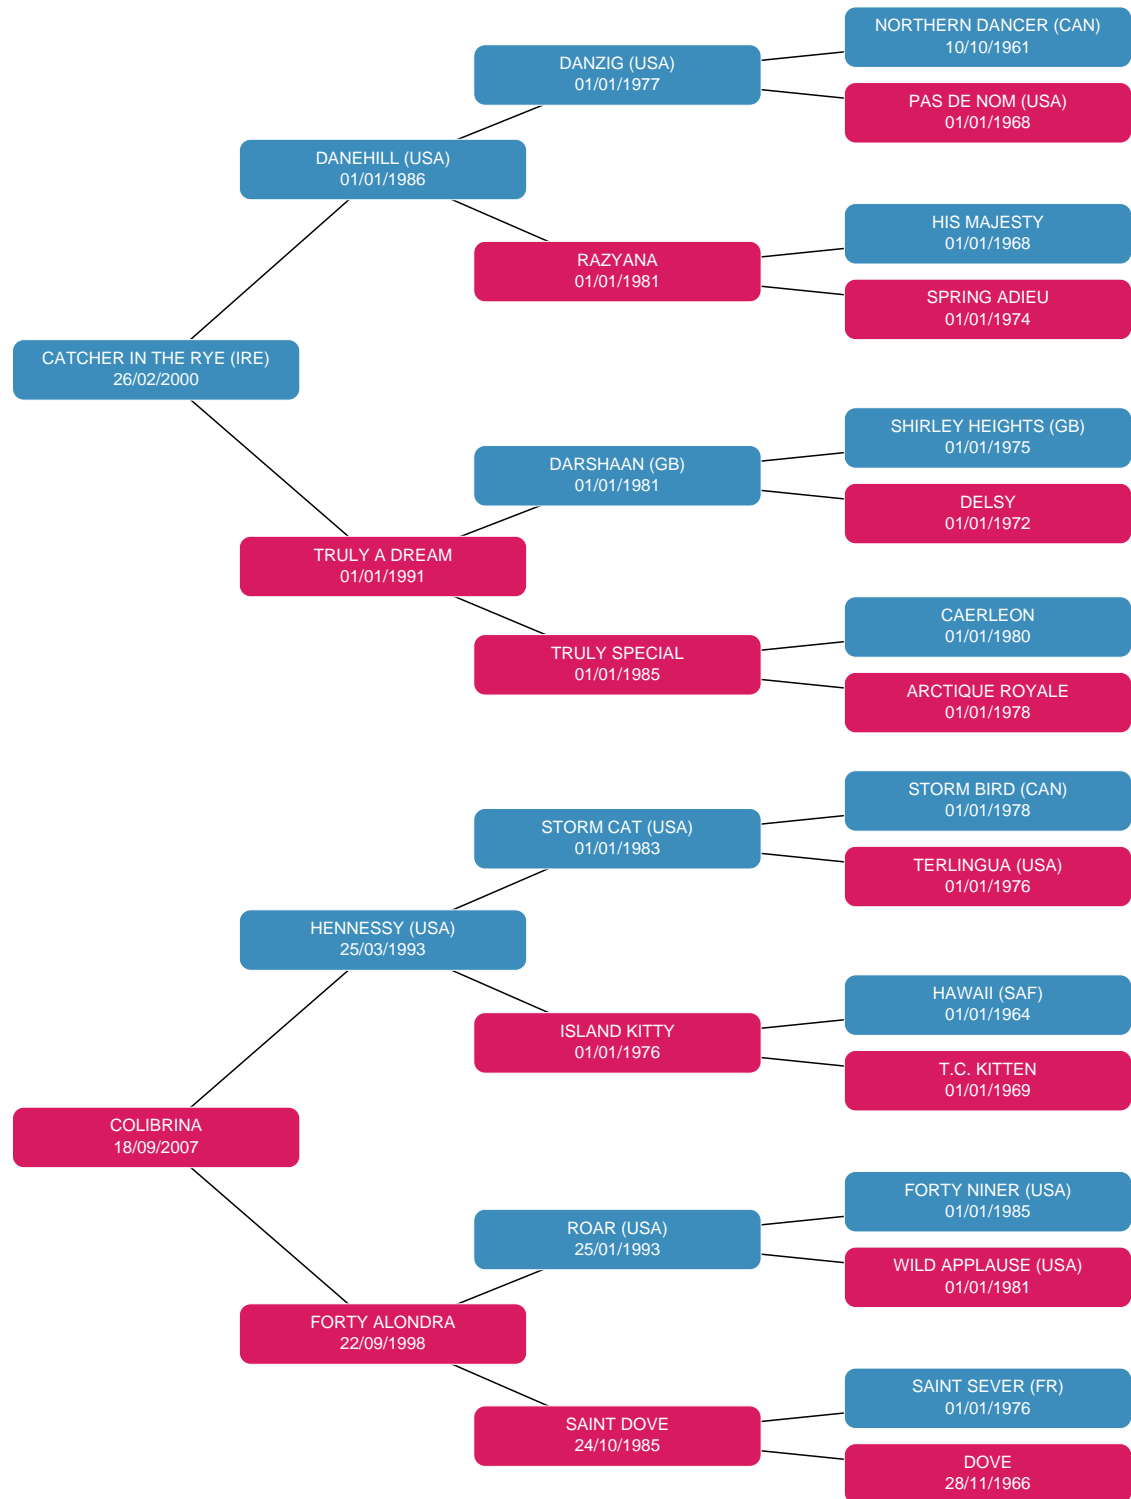 NORTHERN DANCER (CAN)
10/10/1961
DANZIG (USA)
01/01/1977
PAS DE NOM (USA)
01/01/1968
DANEHILL (USA)
01/01/1986
HIS MAJESTY
01/01/1968
RAZYANA
01/01/1981
SPRING ADIEU
01/01/1974
CATCHER IN THE RYE (IRE)
26/02/2000
SHIRLEY HEIGHTS (GB)
01/01/1975
DARSHAAN (GB)
01/01/1981
DELSY
01/01/1972
TRULY A DREAM
01/01/1991
CAERLEON
01/01/1980
TRULY SPECIAL
01/01/1985
ARCTIQUE ROYALE
01/01/1978
STORM BIRD (CAN)
01/01/1978
STORM CAT (USA)
01/01/1983
TERLINGUA (USA)
01/01/1976
HENNESSY (USA)
25/03/1993
HAWAII (SAF)
01/01/1964
ISLAND KITTY
01/01/1976
T.C. KITTEN
01/01/1969
COLIBRINA
18/09/2007
FORTY NINER (USA)
01/01/1985
ROAR (USA)
25/01/1993
WILD APPLAUSE (USA)
01/01/1981
FORTY ALONDRA
22/09/1998
SAINT SEVER (FR)
01/01/1976
SAINT DOVE
24/10/1985
DOVE
28/11/1966